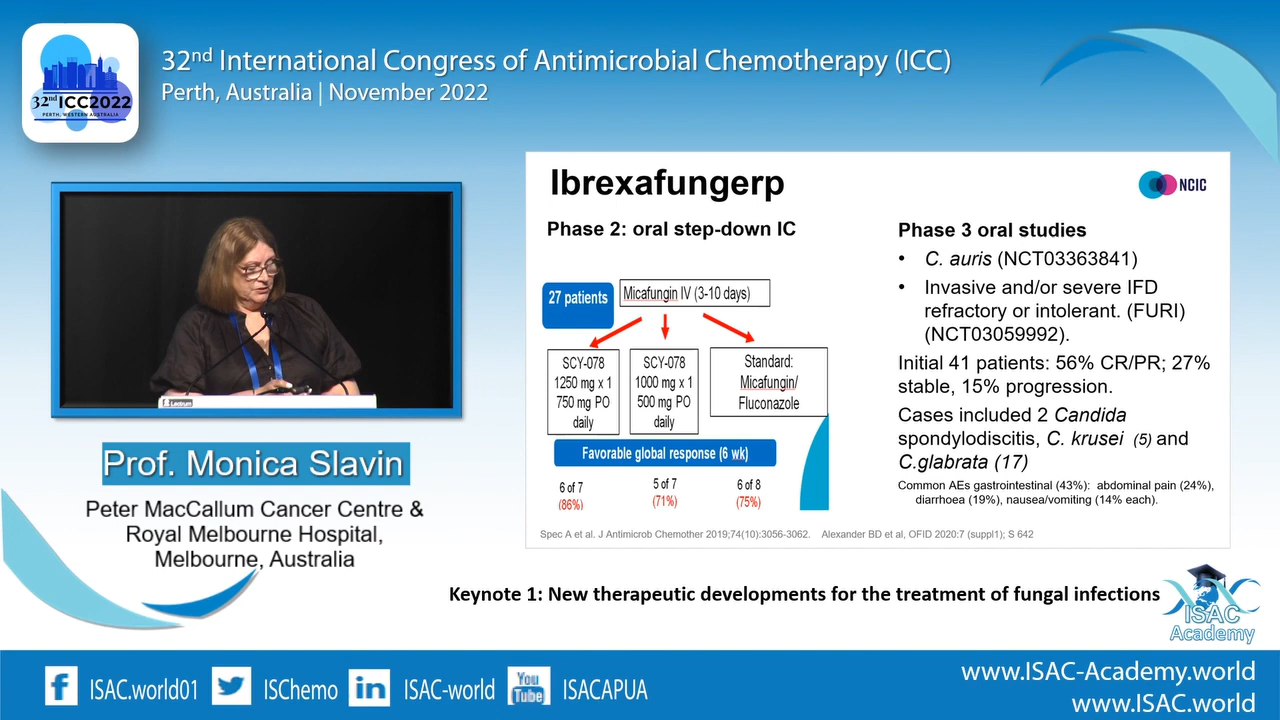 32nd International Congress of Antimicrobial Chemotherapy (ICC)
Perth, Australia | November 2022
32nd ICC2022
PERTH, WESTERN AUSTRALIA
Lectrum
Prof. Monica Slavin
Peter MacCallum Cancer Centre &
Royal Melbourne Hospital,
Melbourne, Australia
Ibrexafungerp
NCIC
Phase 2: oral step-down IC
27 patients
Micafungin IV (3-10 days)
SCY-078
1250 mg x 1
750 mg PO
daily
SCY-078
1000 mg x 1
500 mg PO
daily
Standard:
Micafungin/
Fluconazole
Favorable global response (6 wk)
6 of 7
(86%)
5 of 7
(71%)
6 of 8
(75%)
Phase 3 oral studies
• C. auris (NCT03363841)
• Invasive and/or severe IFD
refractory or intolerant. (FURI)
(NCT03059992).
Initial 41 patients: 56% CR/PR; 27%
stable, 15% progression.
Cases included 2 Candida
spondylodiscitis, C. krusei (5) and
C.glabrata (17)
Common AEs gastrointestinal (43%): abdominal pain (24%),
diarrhoea (19%), nausea/vomiting (14% each).
Spec A et al. J Antimicrob Chemother 2019;74(10):3056-3062. Alexander BD et al, OFID 2020:7 (suppl1); S 642
Keynote 1: New therapeutic developments for the treatment of fungal infections
ISAC
Academy
ISAC.world01
ISChemo
ISAC-world
You
Tube
ISACAPUA
www.ISAC-Academy.world
www.ISAC.world